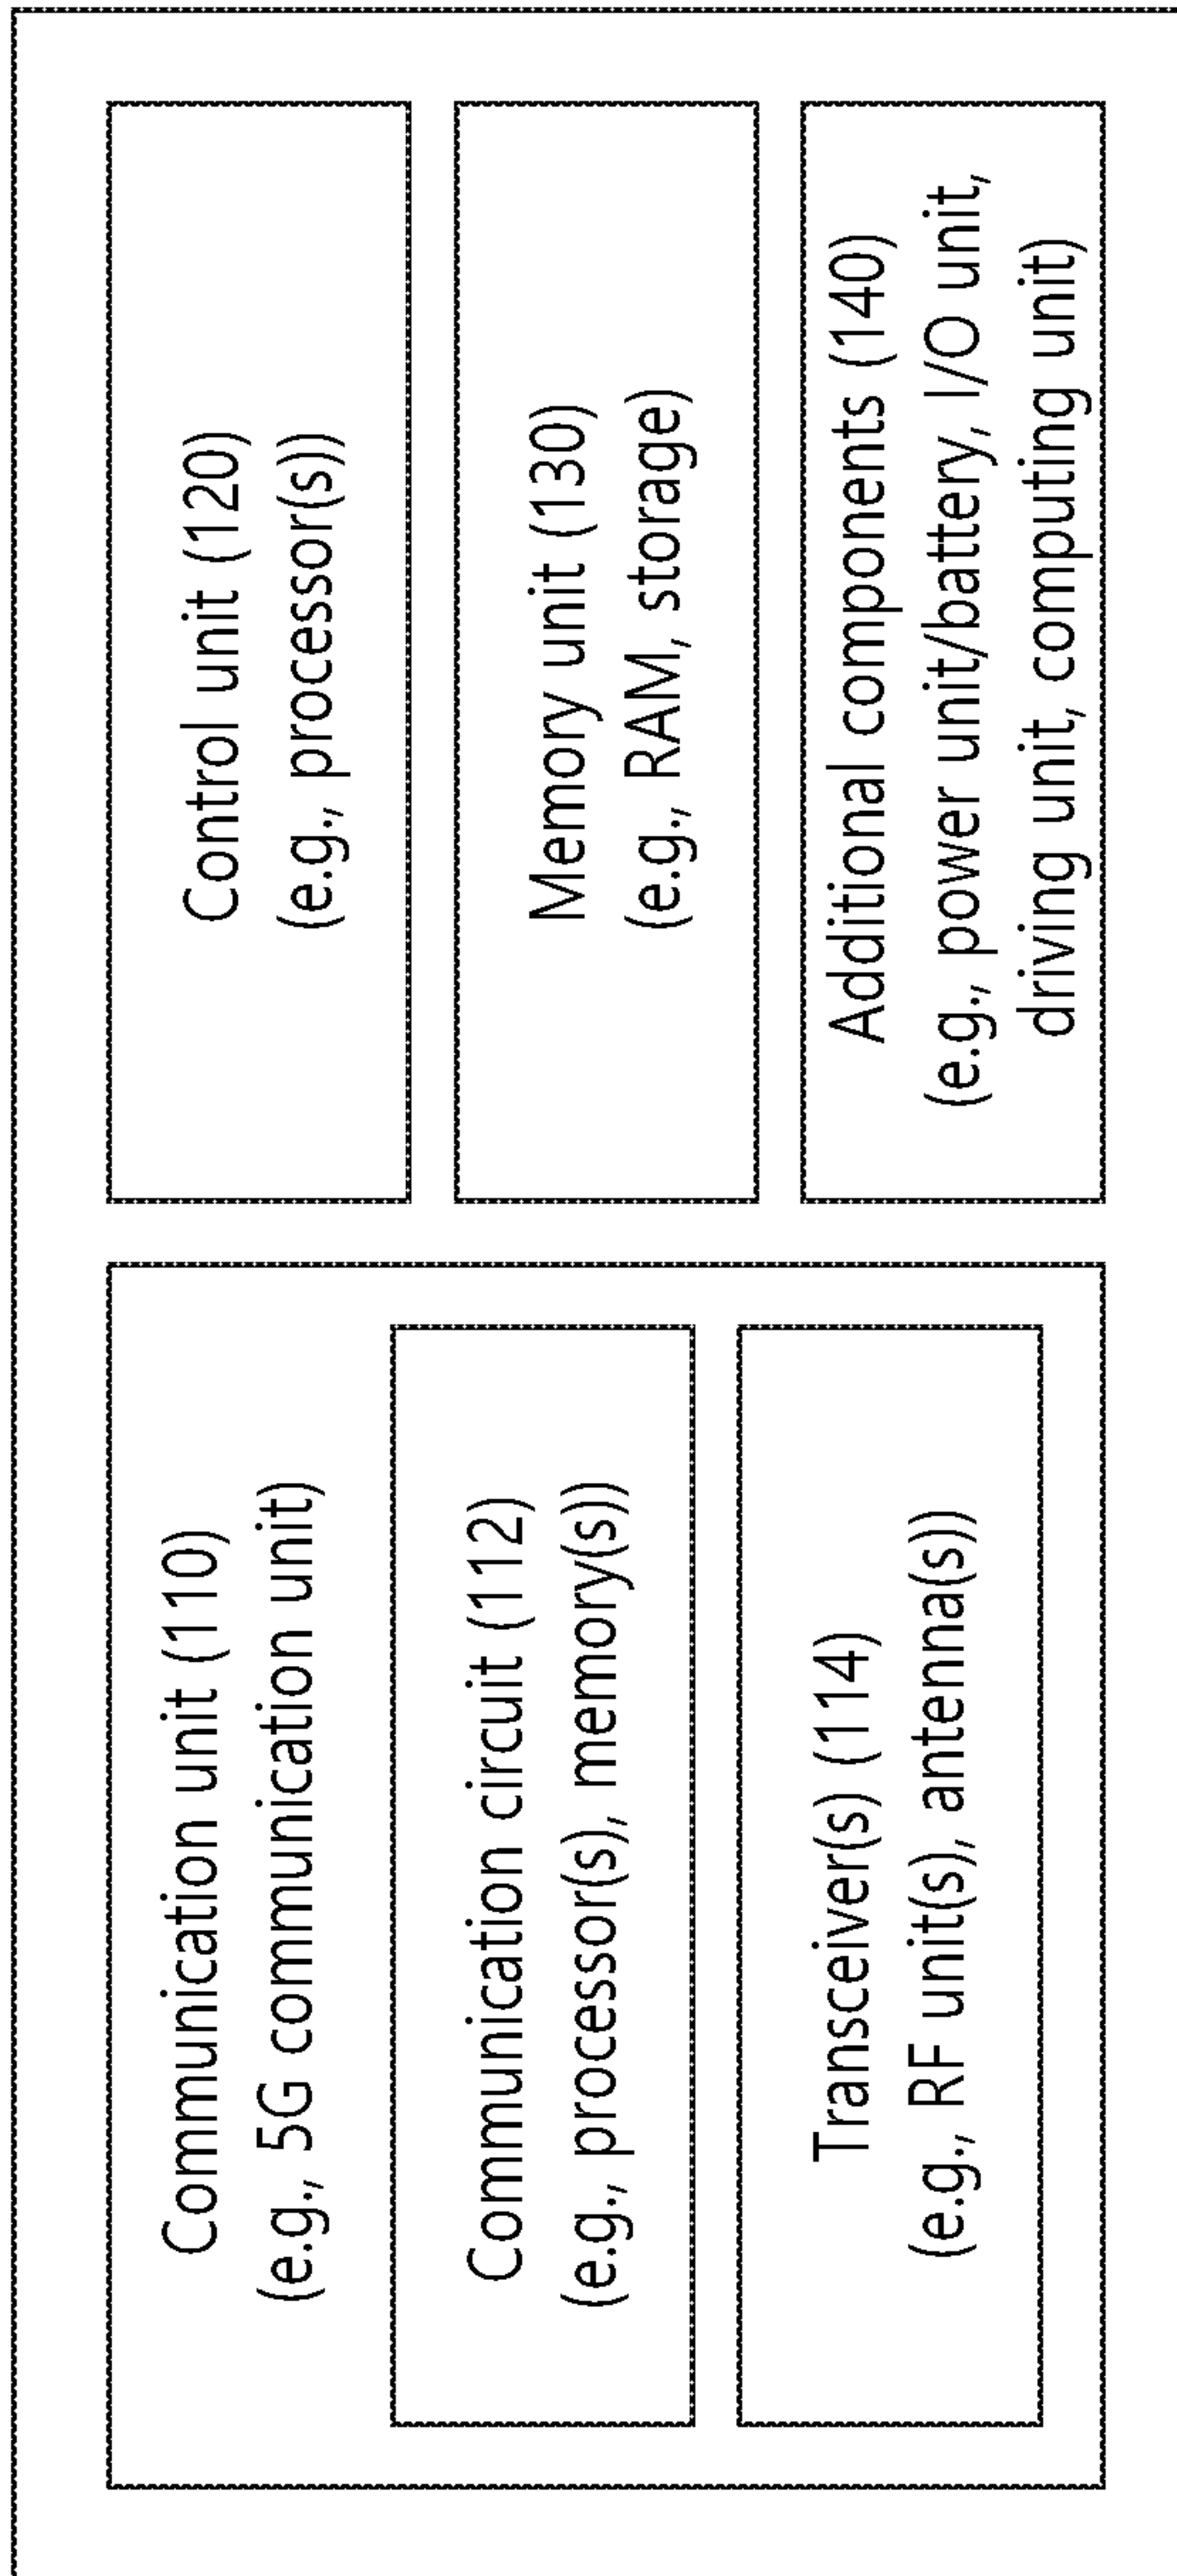 Communication unit (110)
(e.g., 5G communication unit)
Communication circuit (112)
(e.g., processor(s), memory(s))
Transceiver(s) (114)
(e.g., RF unit(s), antenna(s))
Control unit (120)
(e.g., processor(s))
Memory unit (130)
(e.g., RAM, storage)
Additional components (140)
(e.g., power unit/battery, I/O unit,
driving unit, computing unit)